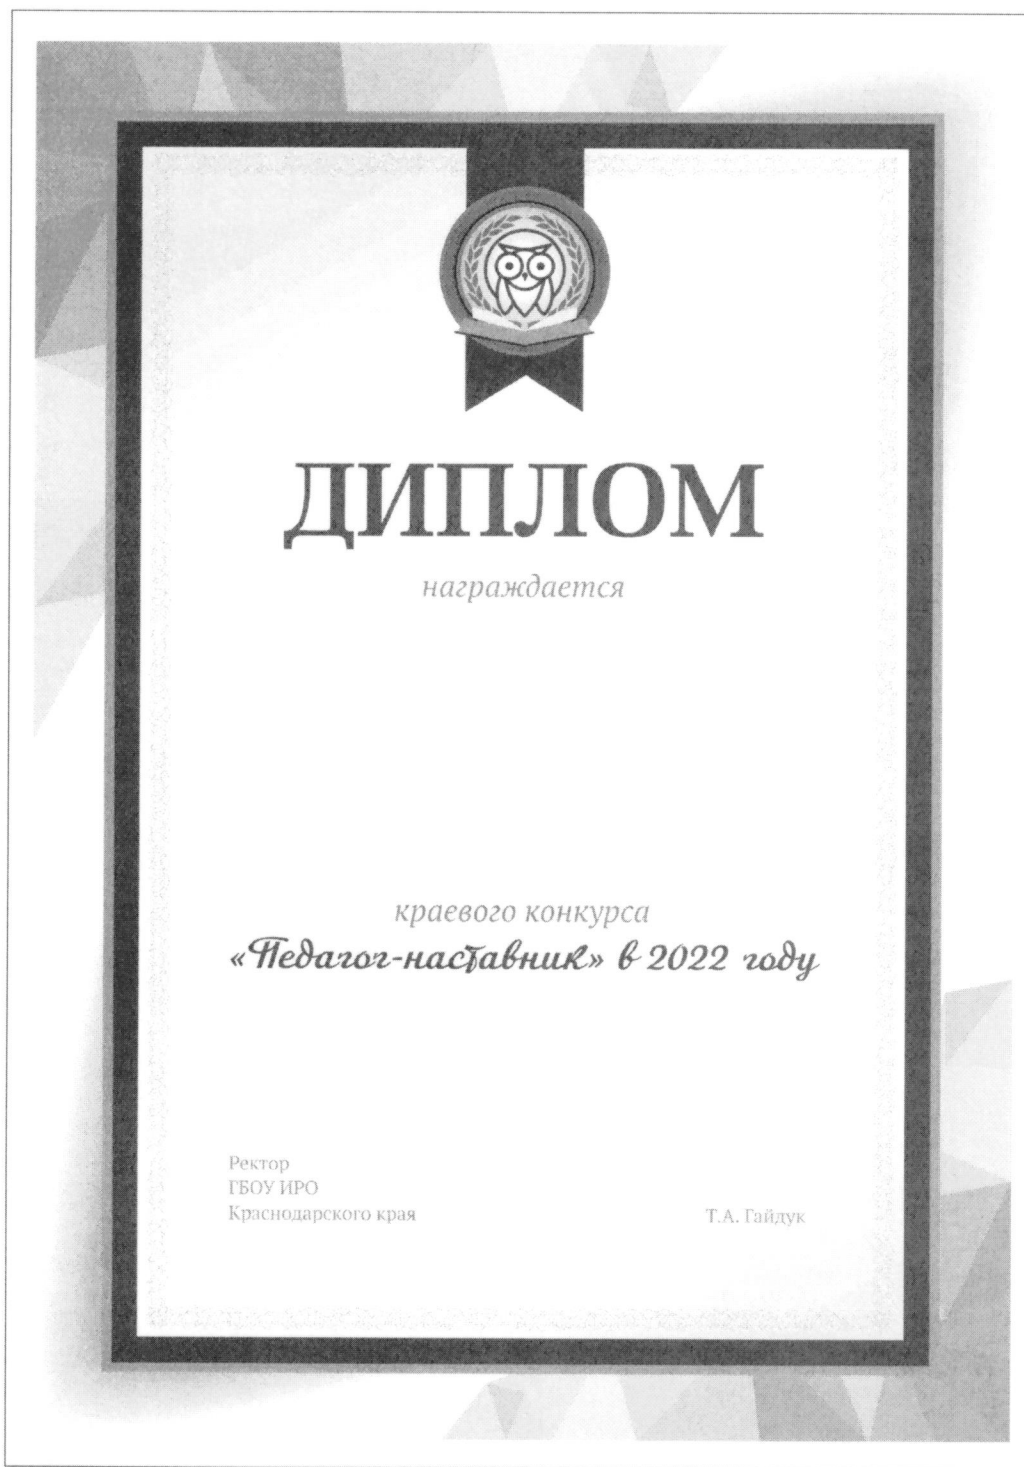 ДИПЛОМ
награждается
краевого конкурса
«Педагог-наставник» в 2022 году
Ректор
ГБОУ ИРО
Краснодарского края
Т.А. Гайдук